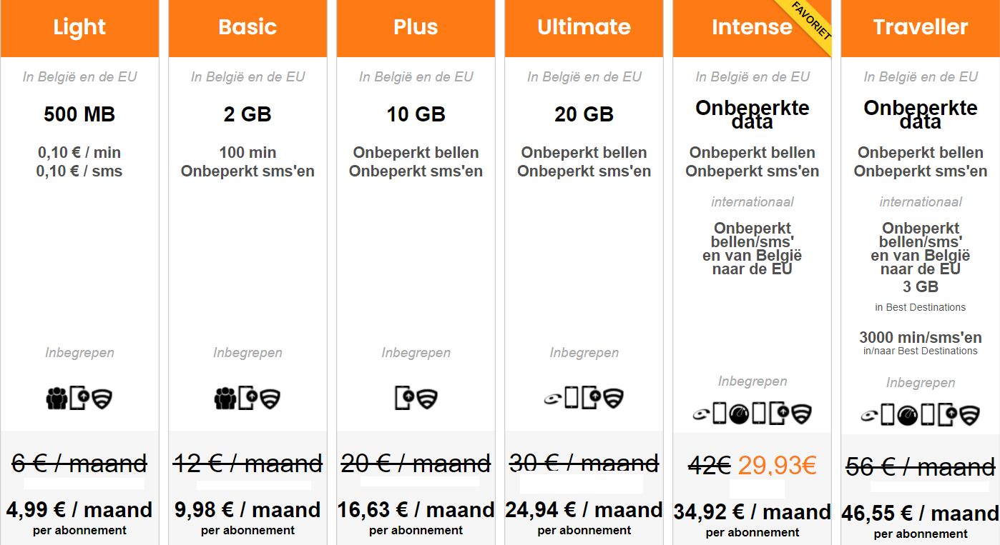 Light
In België en de EU
500 MB
0,10 € / min
0,10 € / sms
Inbegrepen
6 € / maand
4,99 € / maand
per abonnement
Basic
In België en de EU
2 GB
100 min
Onbeperkt sms'en
Inbegrepen
12 € / maand
9,98 € / maand
per abonnement
Plus
In België en de EU
10 GB
Onbeperkt bellen
Onbeperkt sms'en
Inbegrepen
20 € / maand
16,63 € / maand
per abonnement
Ultimate
In België en de EU
20 GB
Onbeperkt bellen
Onbeperkt sms'en
Inbegrepen
30 € / maand
24,94 € / maand
per abonnement
Intense
FAVORIET
In België en de EU
Onbeperkte
data
Onbeperkt bellen
Onbeperkt sms'en
internationaal
Onbeperkt
bellen/sms'
en van België
naar de EU
Inbegrepen
42€ 29,93€
34,92 € / maand
per abonnement
Traveller
In België en de EU
Onbeperkte
data
Onbeperkt bellen
Onbeperkt sms'en
internationaal
Onbeperkt
bellen/sms'
en van België
naar de EU
3 GB
in Best Destinations
3000 min/sms'en
in/naar Best Destinations
Inbegrepen
56 € / maand
46,55 € / maand
per abonnement